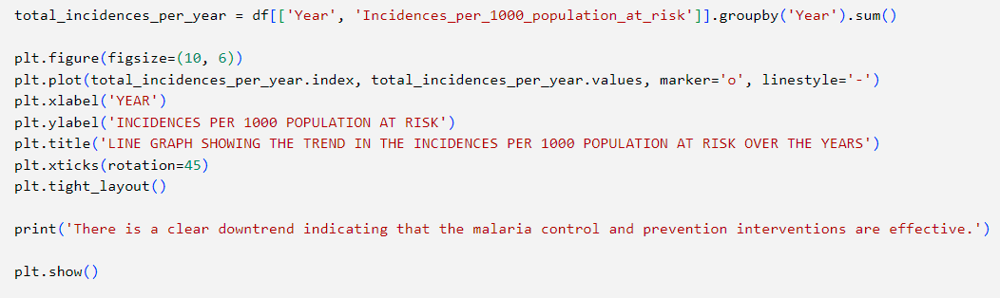 total_incidences_per_year = df[['Year', 'Incidences_per_1000_population_at_risk']].groupby('Year').sum()
plt.figure(figsize=(10, 6))
plt.plot(total_incidences_per_year.index, total_incidences_per_year.values, marker='o', linestyle='-')
plt.xlabel('YEAR')
plt.ylabel('INCIDENCES PER 1000 POPULATION AT RISK')
plt.title('LINE GRAPH SHOWING THE TREND IN THE INCIDENCES PER 1000 POPULATION AT RISK OVER THE YEARS')
plt.xticks(rotation=45)
plt.tight_layout()
print('There is a clear downtrend indicating that the malaria control and prevention interventions are effective.')
plt.show()